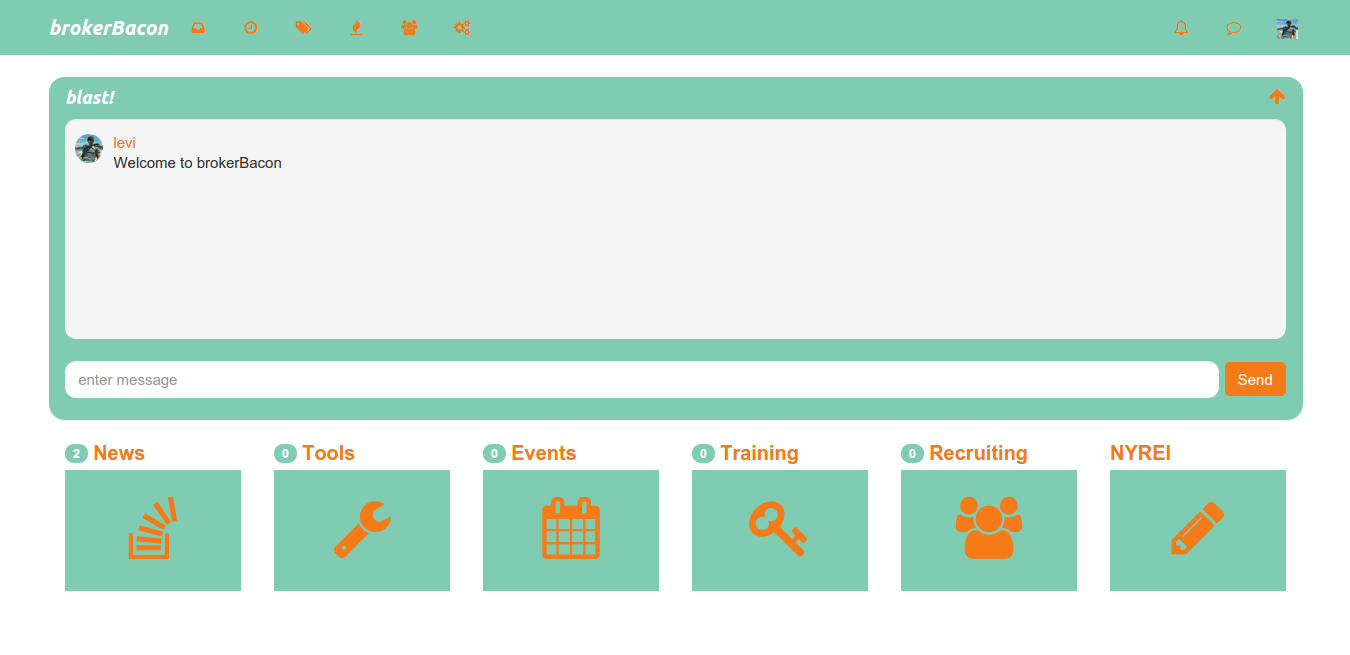 brokerBacon
blast!
levi
Welcome to brokerBacon
enter message
Send
2 News
0 Tools
0 Events
0 Training
0 Recruiting
NYREI